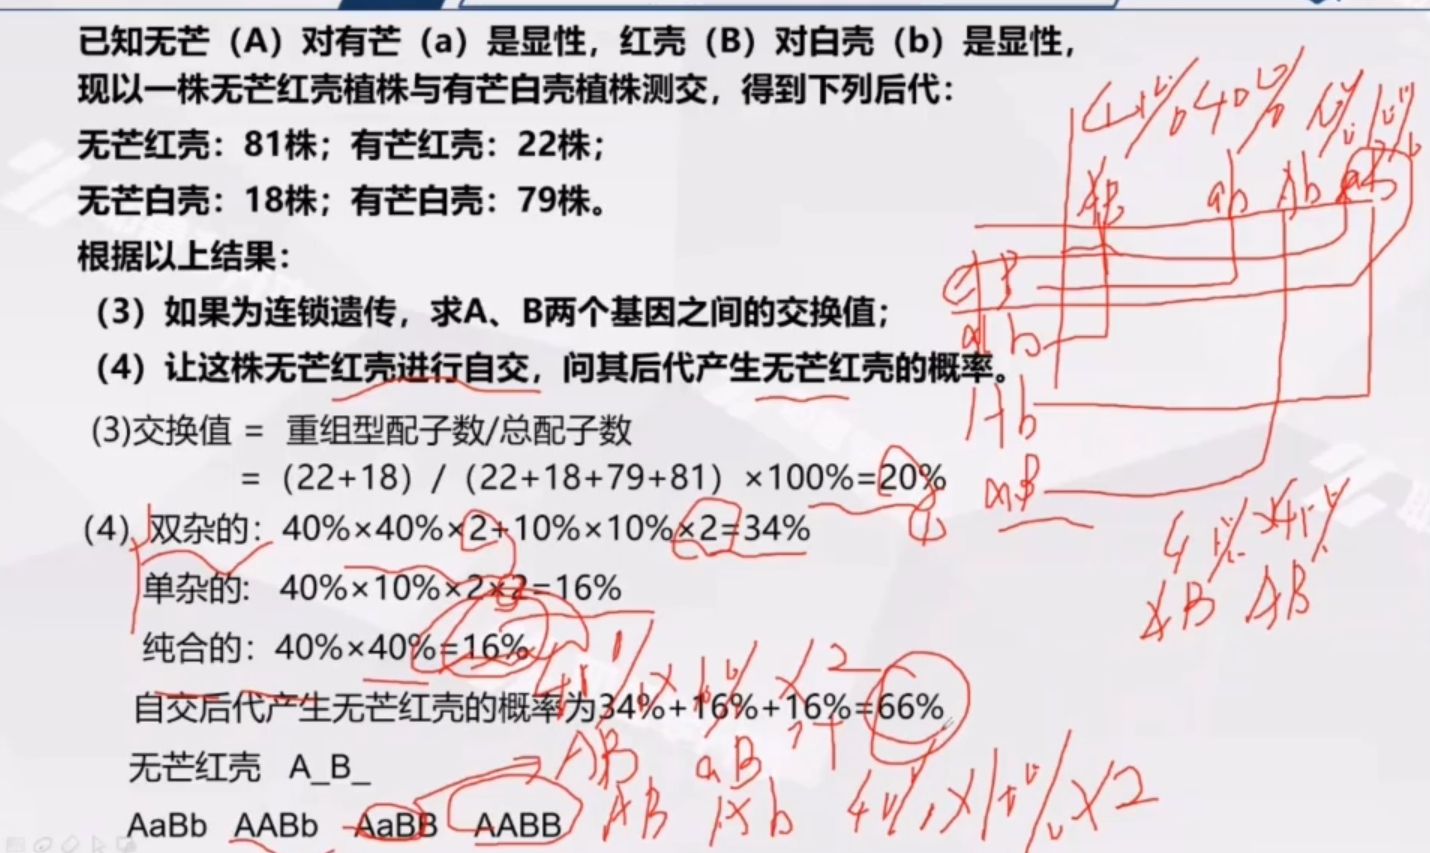 已知无芒（A）对有芒（a）是显性，红壳（B）对白壳（b）是显性，
现以一株无芒红壳植株与有芒白壳植株测交，得到下列后代：
无芒红壳：81株；有芒红壳：22株；
无芒白壳：18株；有芒白壳：79株。
根据以上结果：
（3）如果为连锁遗传，求A、B两个基因之间的交换值；
（4）让这株无芒红壳进行自交，问其后代产生无芒红壳的概率。
(3)交换值 = 重组型配子数/总配子数
=（22+18）/（22+18+79+81）×100%=20%
(4) 双杂的：40%×40%×2+10%×10%×2=34%
单杂的：40%×10%×2×2=16%
纯合的：40%×40%=16%
自交后代产生无芒红壳的概率为34%+16%+16%=66%
无芒红壳 A_B_
AaBb AABb AaBB AABB
40% 40%
AB ab Ab aB
AB
ab
Ab
aB
AB AB
AB aB
AB Ab